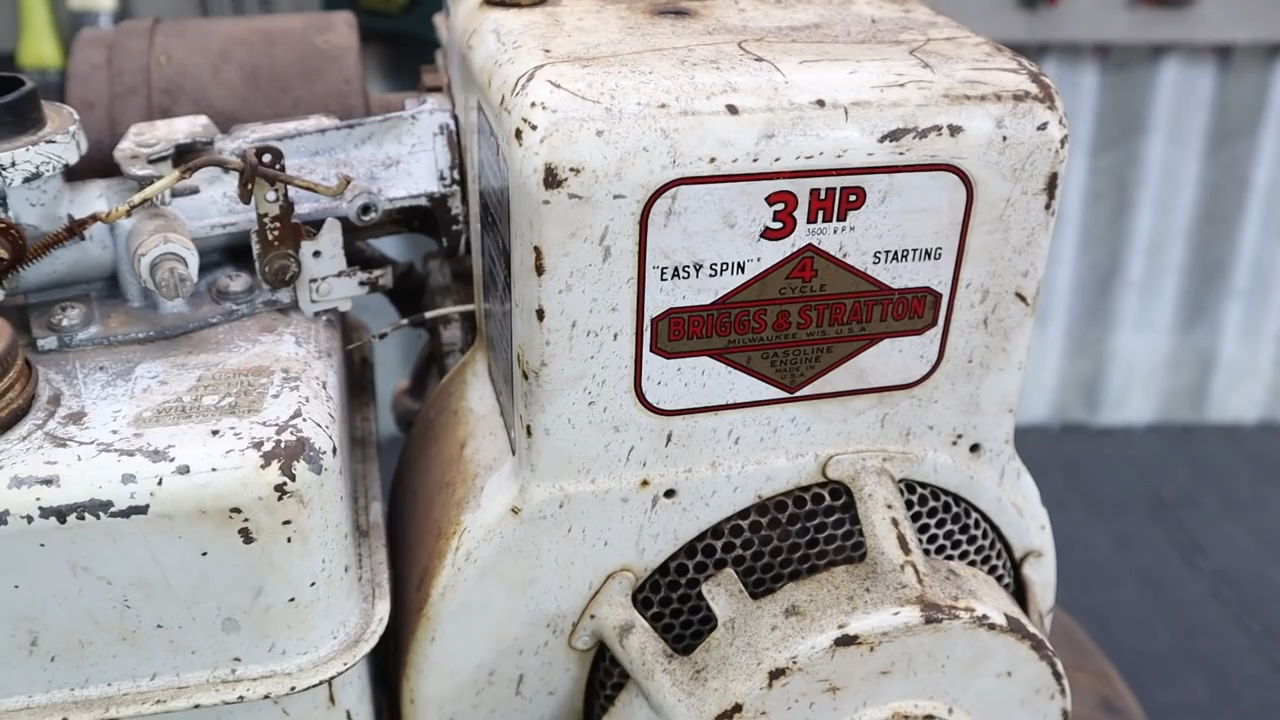 3 HP
3600 R P M
"EASY SPIN" STARTING
4
CYCLE
BRIGGS & STRATTON
MILWAUKEE, WIS. U.S.A.
GASOLINE
ENGINE
MADE IN
U.S.A.